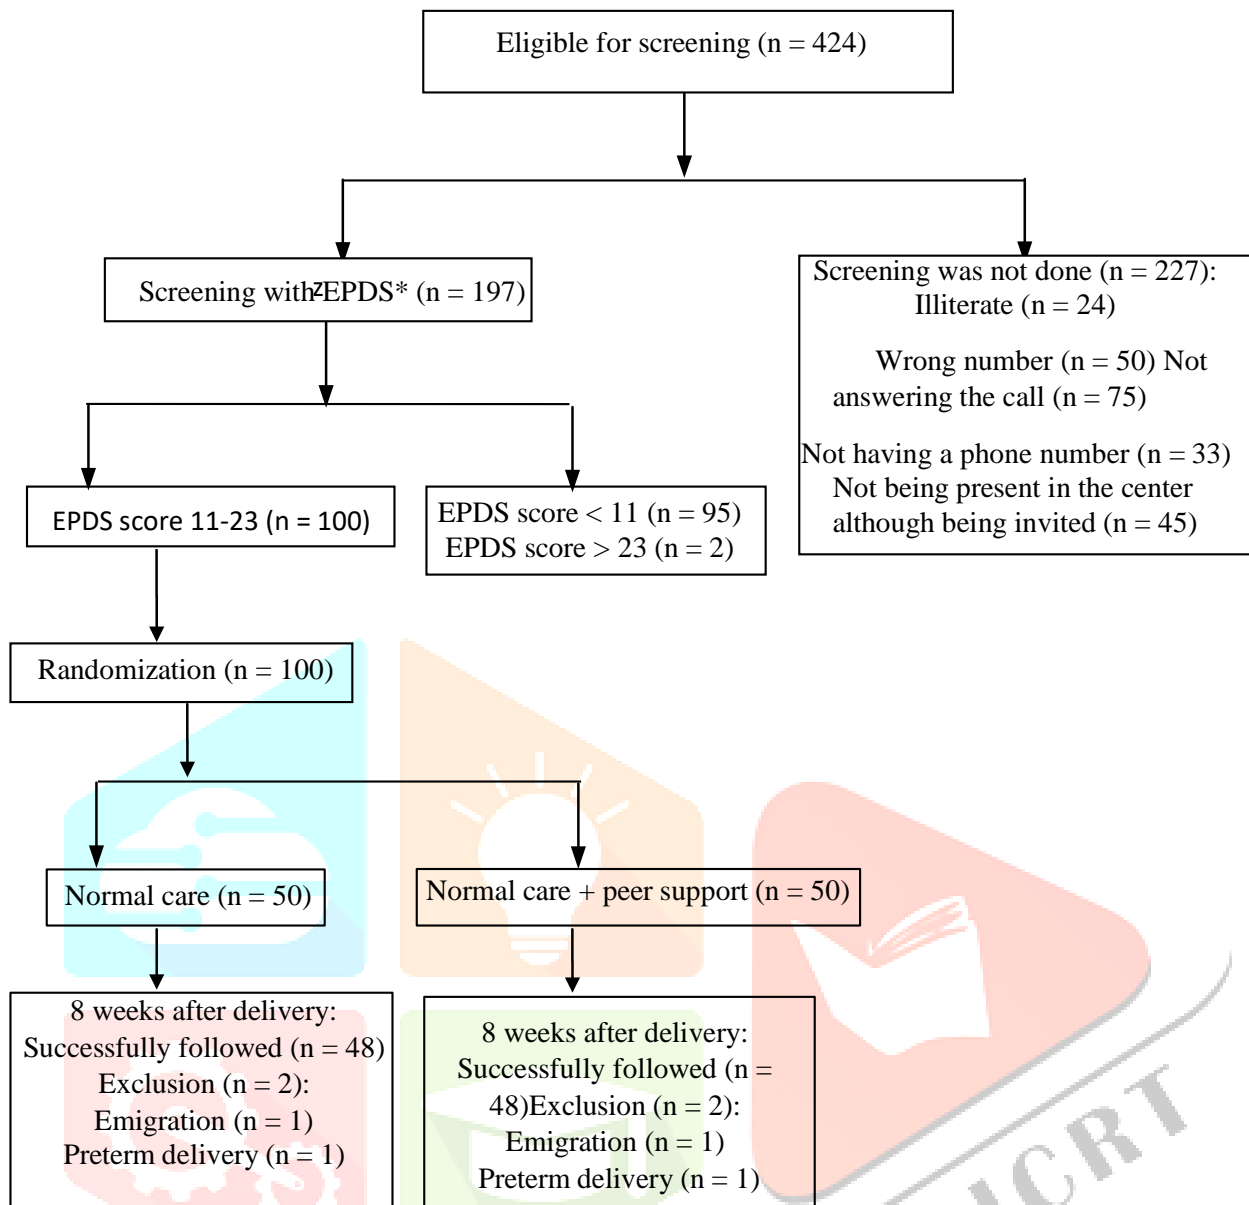 Eligible for screening (n = 424)
Screening with EPDS* (n = 197)
Screening was not done (n = 227):
Illiterate (n = 24)
Wrong number (n = 50) Not
answering the call (n = 75)
Not having a phone number (n = 33)
Not being present in the center
although being invited (n = 45)
EPDS score 11-23 (n = 100)
EPDS score < 11 (n = 95)
EPDS score > 23 (n = 2)
Randomization (n = 100)
Normal care (n = 50)
Normal care + peer support (n = 50)
8 weeks after delivery:
Successfully followed (n = 48)
Exclusion (n = 2):
Emigration (n = 1)
Preterm delivery (n = 1)
8 weeks after delivery:
Successfully followed (n =
48)Exclusion (n = 2):
Emigration (n = 1)
Preterm delivery (n = 1)
IJCRT